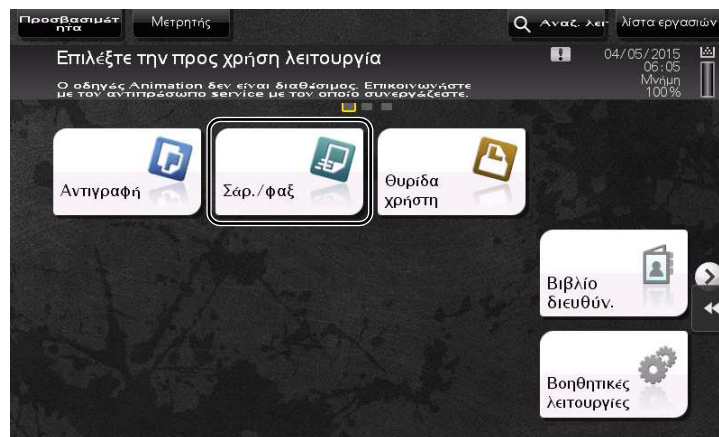 Προσβασιμότ
ητα
Μετρητής
Αναζ. λει
λίστα εργασιών
Επιλέξτε την προς χρήση λειτουργία
04/05/2015
06:05
Μνήμη
100%
Ο οδηγός Animation δεν είναι διαθέσιμος. Επικοινωνήστε
με τον αντιπρόσωπο service με τον οποίο συνεργάζεστε.
Αντιγραφή
Σάρ./φαξ
Θυρίδα
χρήστη
Βιβλίο
διευθύν.
Βοηθητικές
λειτουργίες